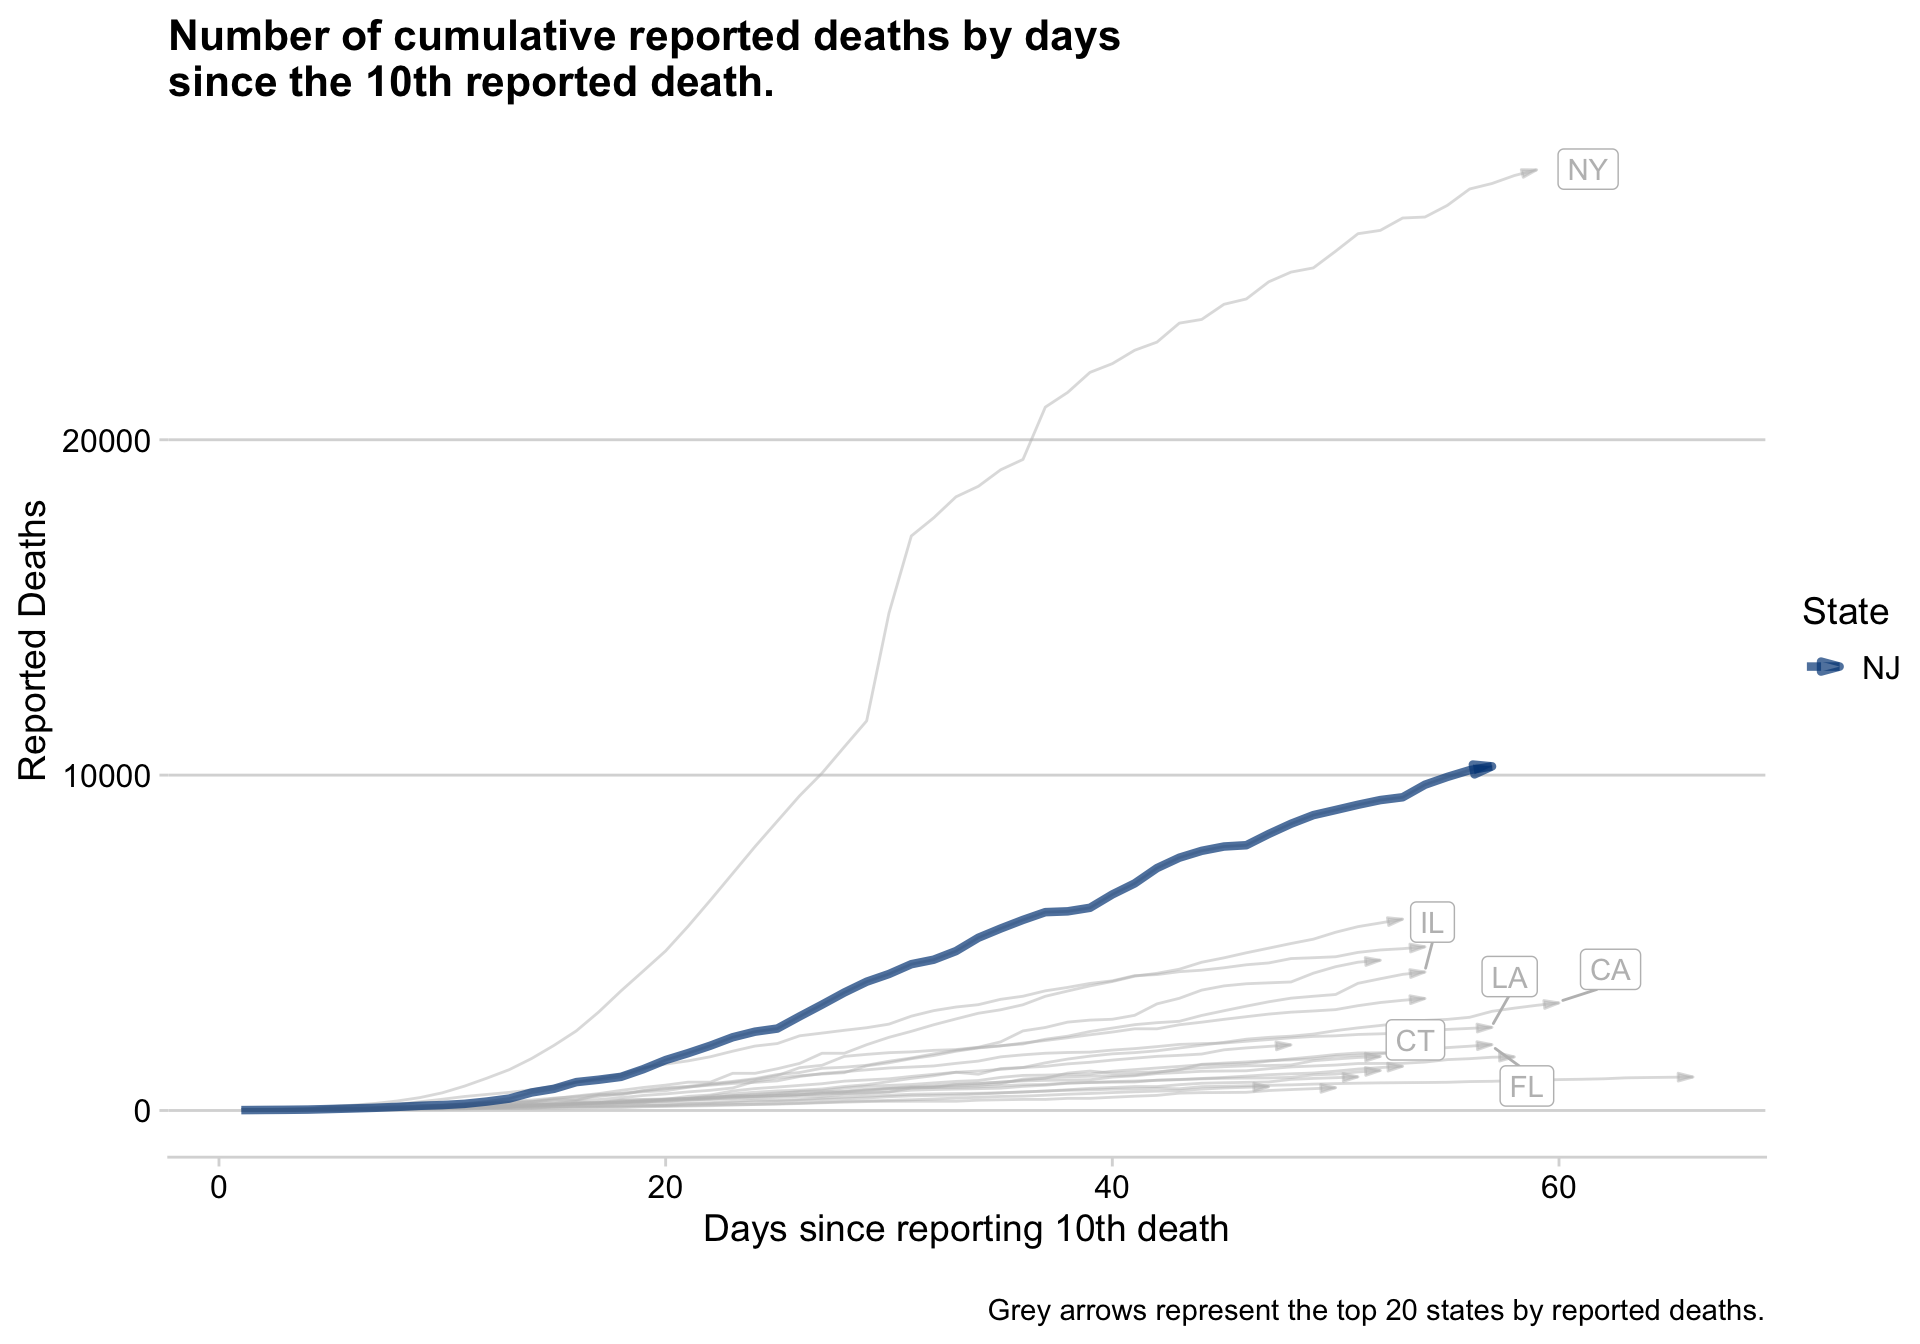 Number of cumulative reported deaths by days
since the 10th reported death.
NY
20000
Reported Deaths
State
NJ
10000
IL
LA
CA
CT
FL
0
0
20
40
60
Days since reporting 10th death
Grey arrows represent the top 20 states by reported deaths.